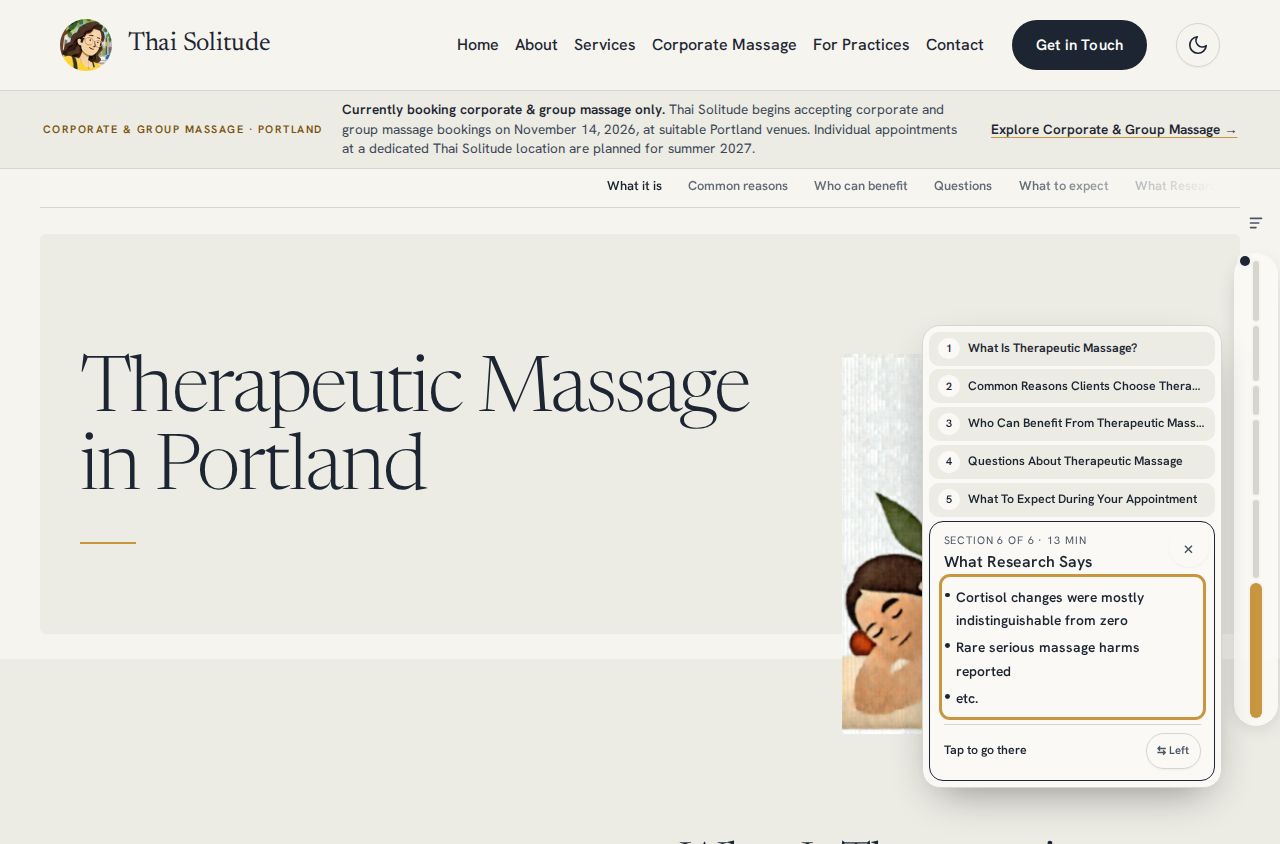 Thai Solitude
Home
About
Services
Corporate Massage
For Practices
Contact
Get in Touch
CORPORATE & GROUP MASSAGE · PORTLAND
Currently booking corporate & group massage only. Thai Solitude begins accepting corporate and
group massage bookings on November 14, 2026, at suitable Portland venues. Individual appointments
at a dedicated Thai Solitude location are planned for summer 2027.
Explore Corporate & Group Massage →
What it is
Common reasons
Who can benefit
Questions
What to expect
What Resear
Therapeutic Massage
in Portland
1 What Is Therapeutic Massage?
2 Common Reasons Clients Choose Thera...
3 Who Can Benefit From Therapeutic Mass...
4 Questions About Therapeutic Massage
5 What To Expect During Your Appointment
SECTION 6 OF 6 · 13 MIN
What Research Says
• Cortisol changes were mostly
indistinguishable from zero
• Rare serious massage harms
reported
• etc.
Tap to go there
⇆ Left